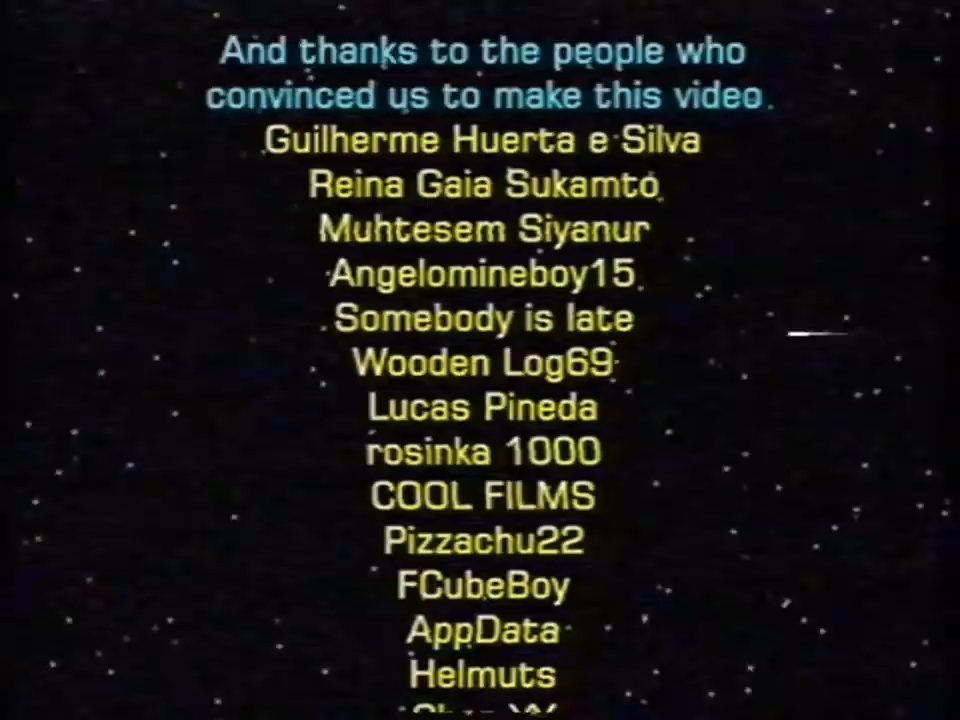 And thanks to the people who
convinced us to make this video.
Guilherme Huerta e Silva
Reina Gaia Sukamto
Muhtesem Siyanur
Angelomineboy15
Somebody is late
Wooden Log69
Lucas Pineda
rosinka 1000
COOL FILMS
Pizzachu22
FCubeBoy
AppData
Helmuts